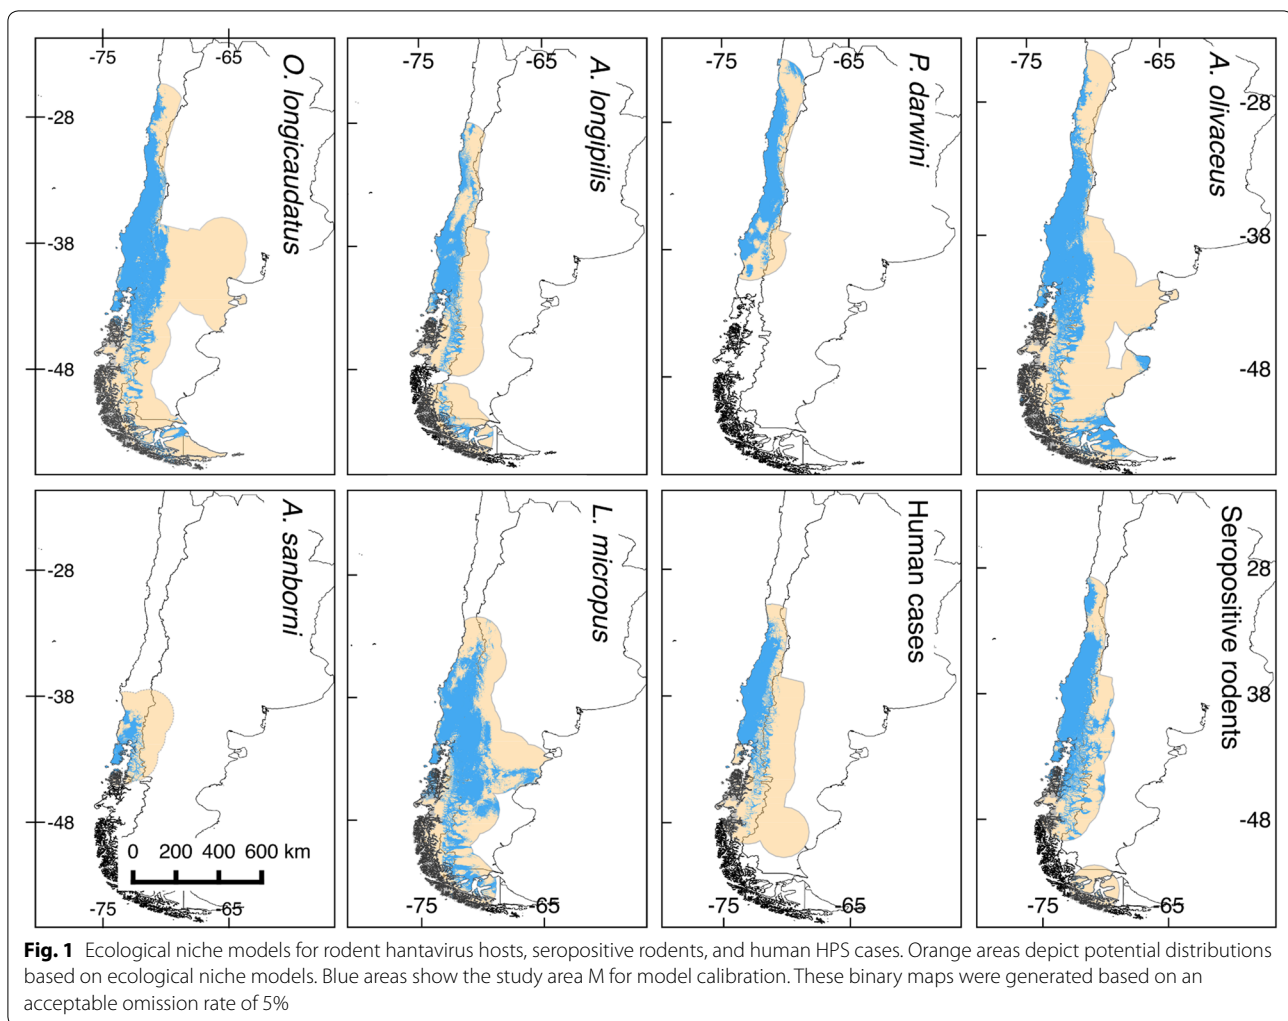 -75 -65 -75 -65 -75 -65 -75 -65
O. longicaudatus
A. longipilis
P. darwini
A. olivaceus
-28 -28
-38 -38
-48 -48
A. sanborni
L. micropus
Human cases
Seropositive rodents
-28 28
-38 38
-48 -48
0 200 400 600 km
-75 -65 -75 -65 -75 -65 -75 -65
Fig. 1 Ecological niche models for rodent hantavirus hosts, seropositive rodents, and human HPS cases. Orange areas depict potential distributions
based on ecological niche models. Blue areas show the study area M for model calibration. These binary maps were generated based on an
acceptable omission rate of 5%